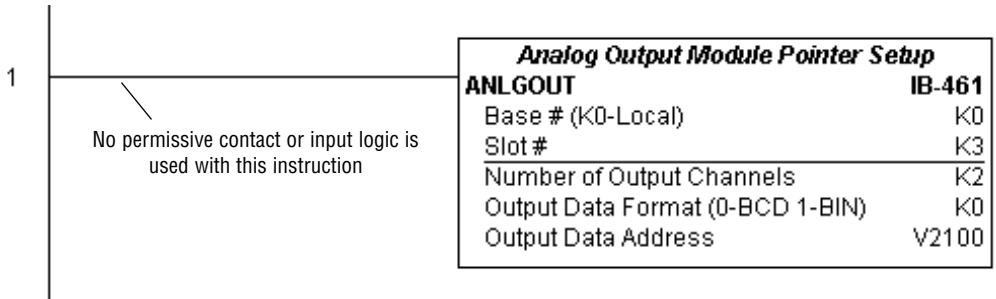 1
Analog Output Module Pointer Setup
ANLGOUT IB-461
Base # (K0-Local) K0
Slot # K3
Number of Output Channels K2
Output Data Format (0-BCD 1-BIN) K0
Output Data Address V2100
No permissive contact or input logic is
used with this instruction